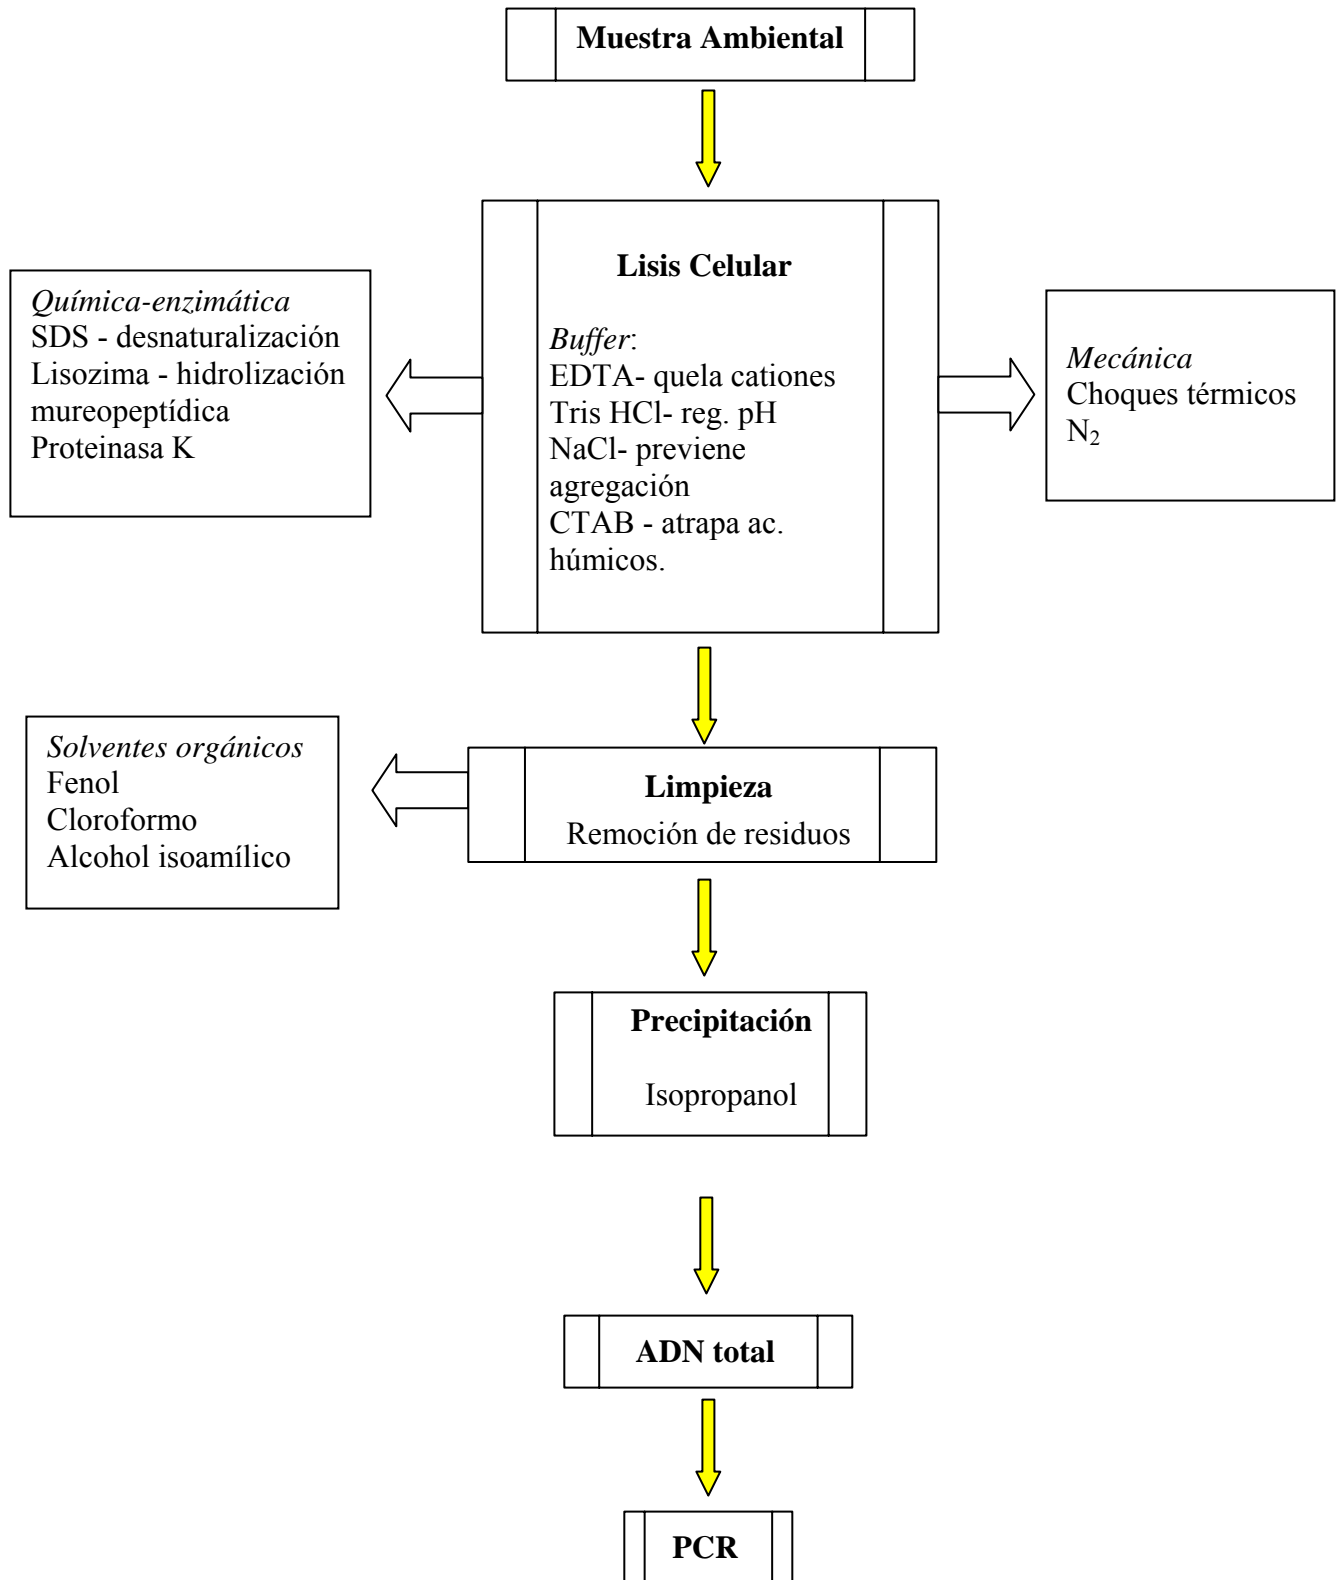 Muestra Ambiental
Lisis Celular
Buffer:
EDTA- quela cationes
Tris HCl- reg. pH
NaCl- previene
agregación
CTAB - atrapa ac.
húmicos.
Química-enzimática
SDS - desnaturalización
Lisozima - hidrolización
mureopeptídica
Proteinasa K
Mecánica
Choques térmicos
N₂
Limpieza
Remoción de residuos
Solventes orgánicos
Fenol
Cloroformo
Alcohol isoamílico
Precipitación
Isopropanol
ADN total
PCR